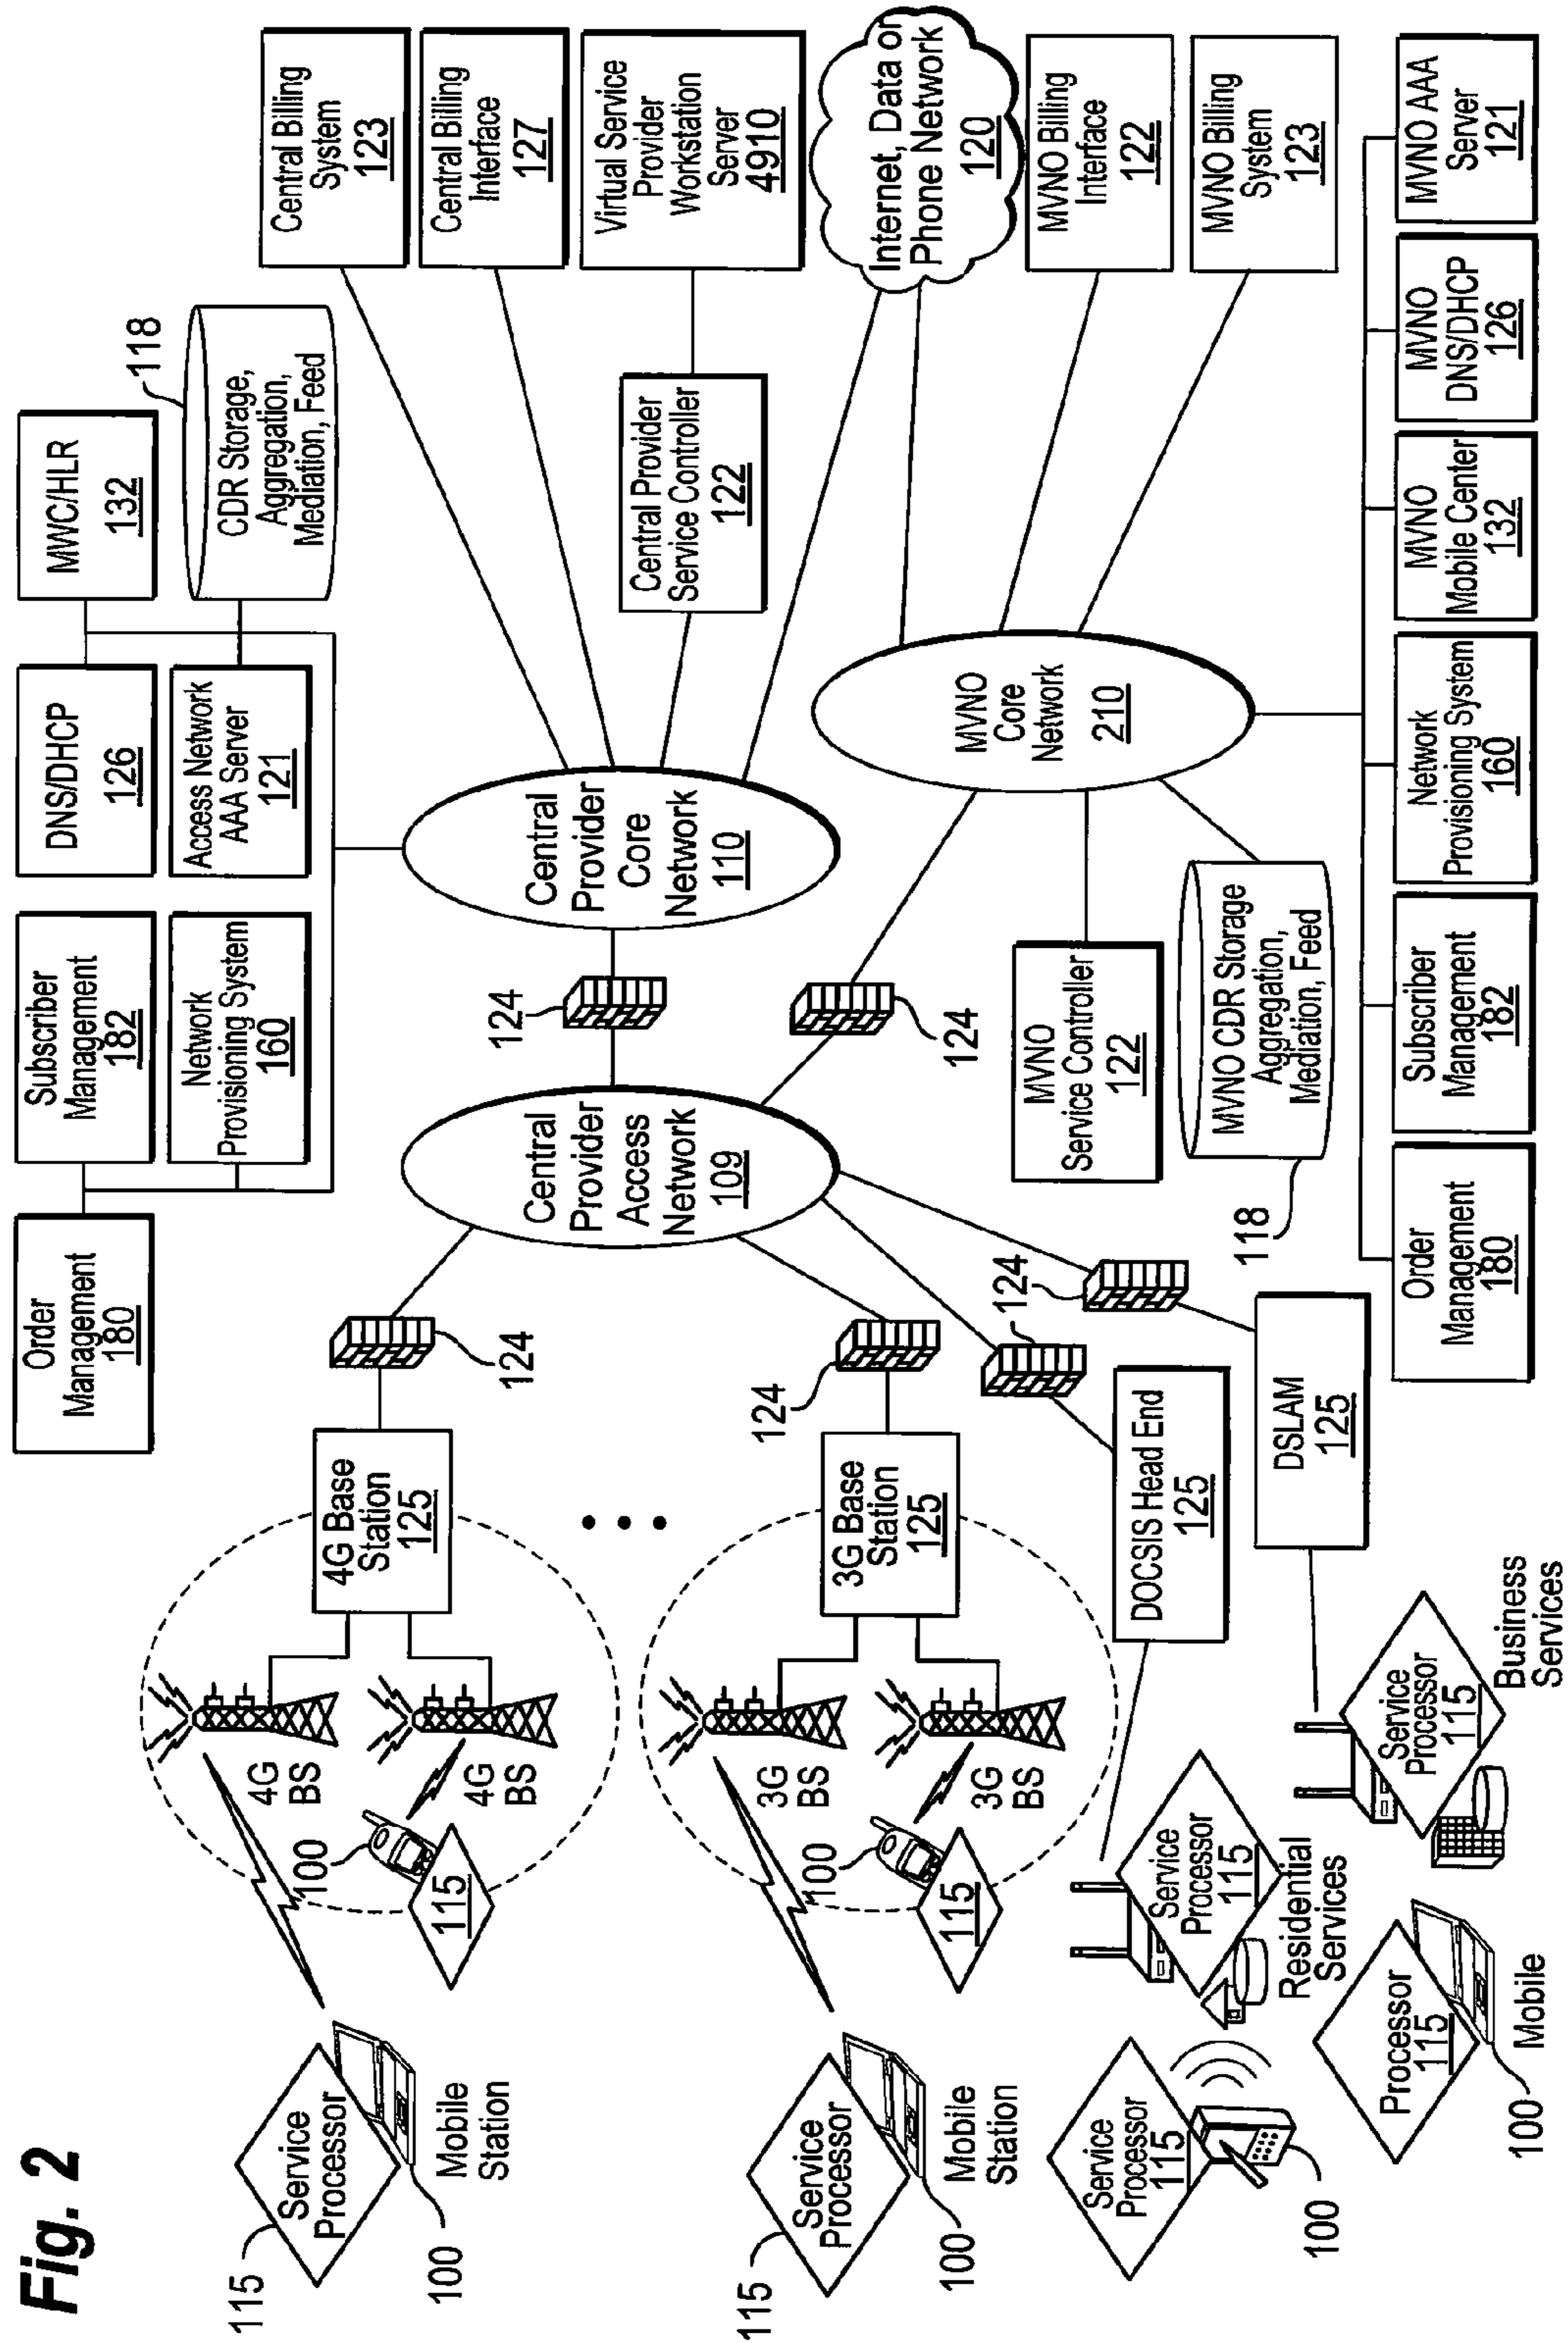 Fig. 2
Order
Management
180
Subscriber
Management
182
Network
Provisioning System
160
DNS/DHCP
126
Access Network
AAA Server
121
MWC/HLR
132
118
CDR Storage,
Aggregation,
Mediation, Feed
Central Billing
System
123
Central Billing
Interface
127
Virtual Service
Provider
Workstation
Server
4910
Central Provider
Service Controller
122
Internet, Data or
Phone Network
120
MVNO Billing
Interface
122
MVNO Billing
System
123
Central
Provider
Core
Network
110
MVNO
Core
Network
210
124
124
Central
Provider
Access
Network
109
MVNO
Service Controller
122
MVNO CDR Storage
Aggregation,
Mediation, Feed
118
124
124
124
124
4G Base
Station
125
3G Base
Station
125
DOCSIS Head End
125
DSLAM
125
4G
BS
4G
BS
100
115
115
Service
Processor
100
Mobile
Station
3G
BS
3G
BS
100
115
115
Service
Processor
100
Mobile
Station
Service
Processor
115
Residential
Services
Service
Processor
115
100
Service
Processor
115
Business
Services
Processor
115
100
Mobile
Order
Management
180
Subscriber
Management
182
Network
Provisioning System
160
MVNO
Mobile Center
132
MVNO
DNS/DHCP
126
MVNO AAA
Server
121